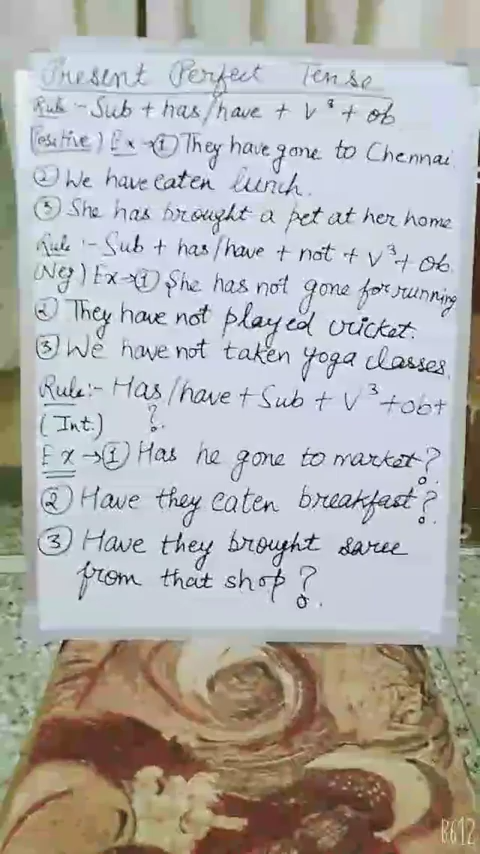 Present Perfect Tense
Rule:- Sub + has/have + V³ + ob
(Positive) Ex → ① They have gone to Chennai.
② We have eaten lunch.
③ She has brought a pet at her home
Rule:- Sub + has/have + not + V³ + ob.
(Neg) Ex → ① She has not gone for running
② They have not played cricket.
③ We have not taken yoga classes.
Rule:- Has/have + Sub + V³ + ob +
(Int.) ?
Ex → ① Has he gone to market?
② Have they eaten breakfast?
③ Have they brought saree
from that shop?
B612